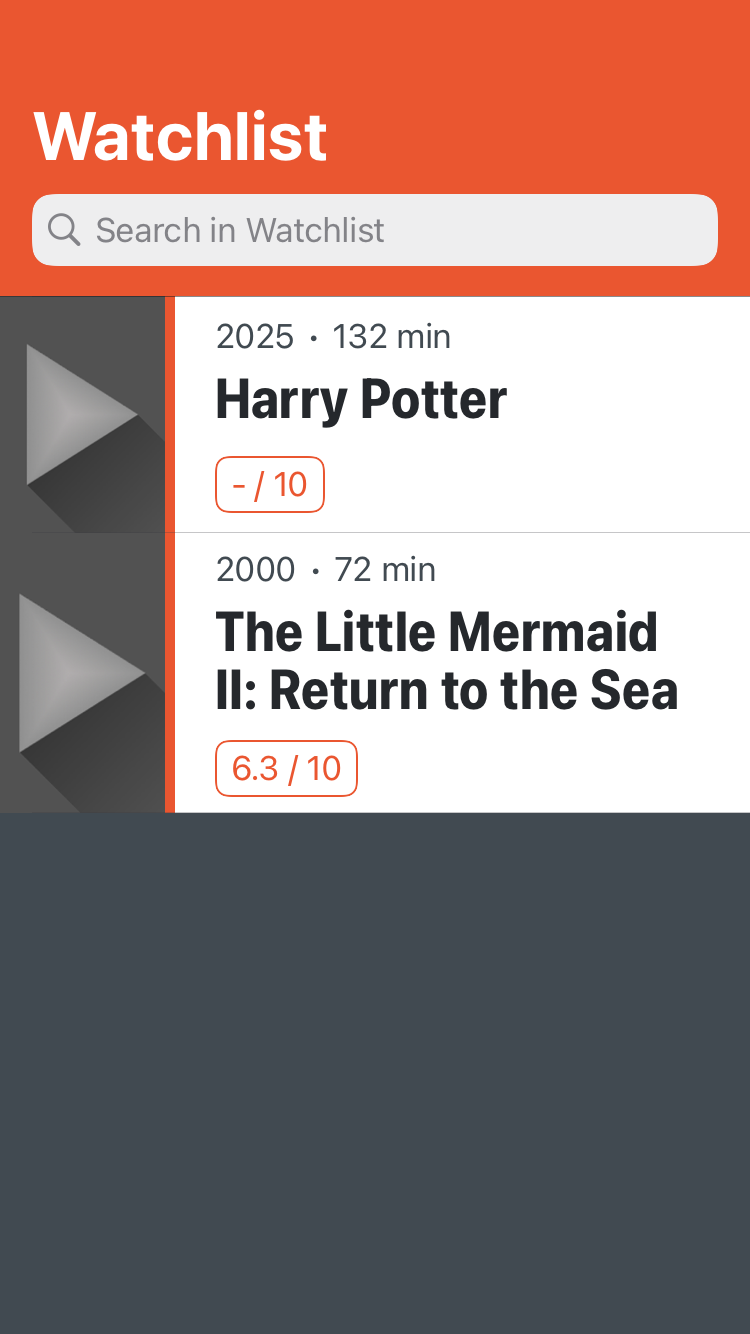 Watchlist
Search in Watchlist
2025 • 132 min
Harry Potter
- / 10
2000 • 72 min
The Little Mermaid
II: Return to the Sea
6.3 / 10